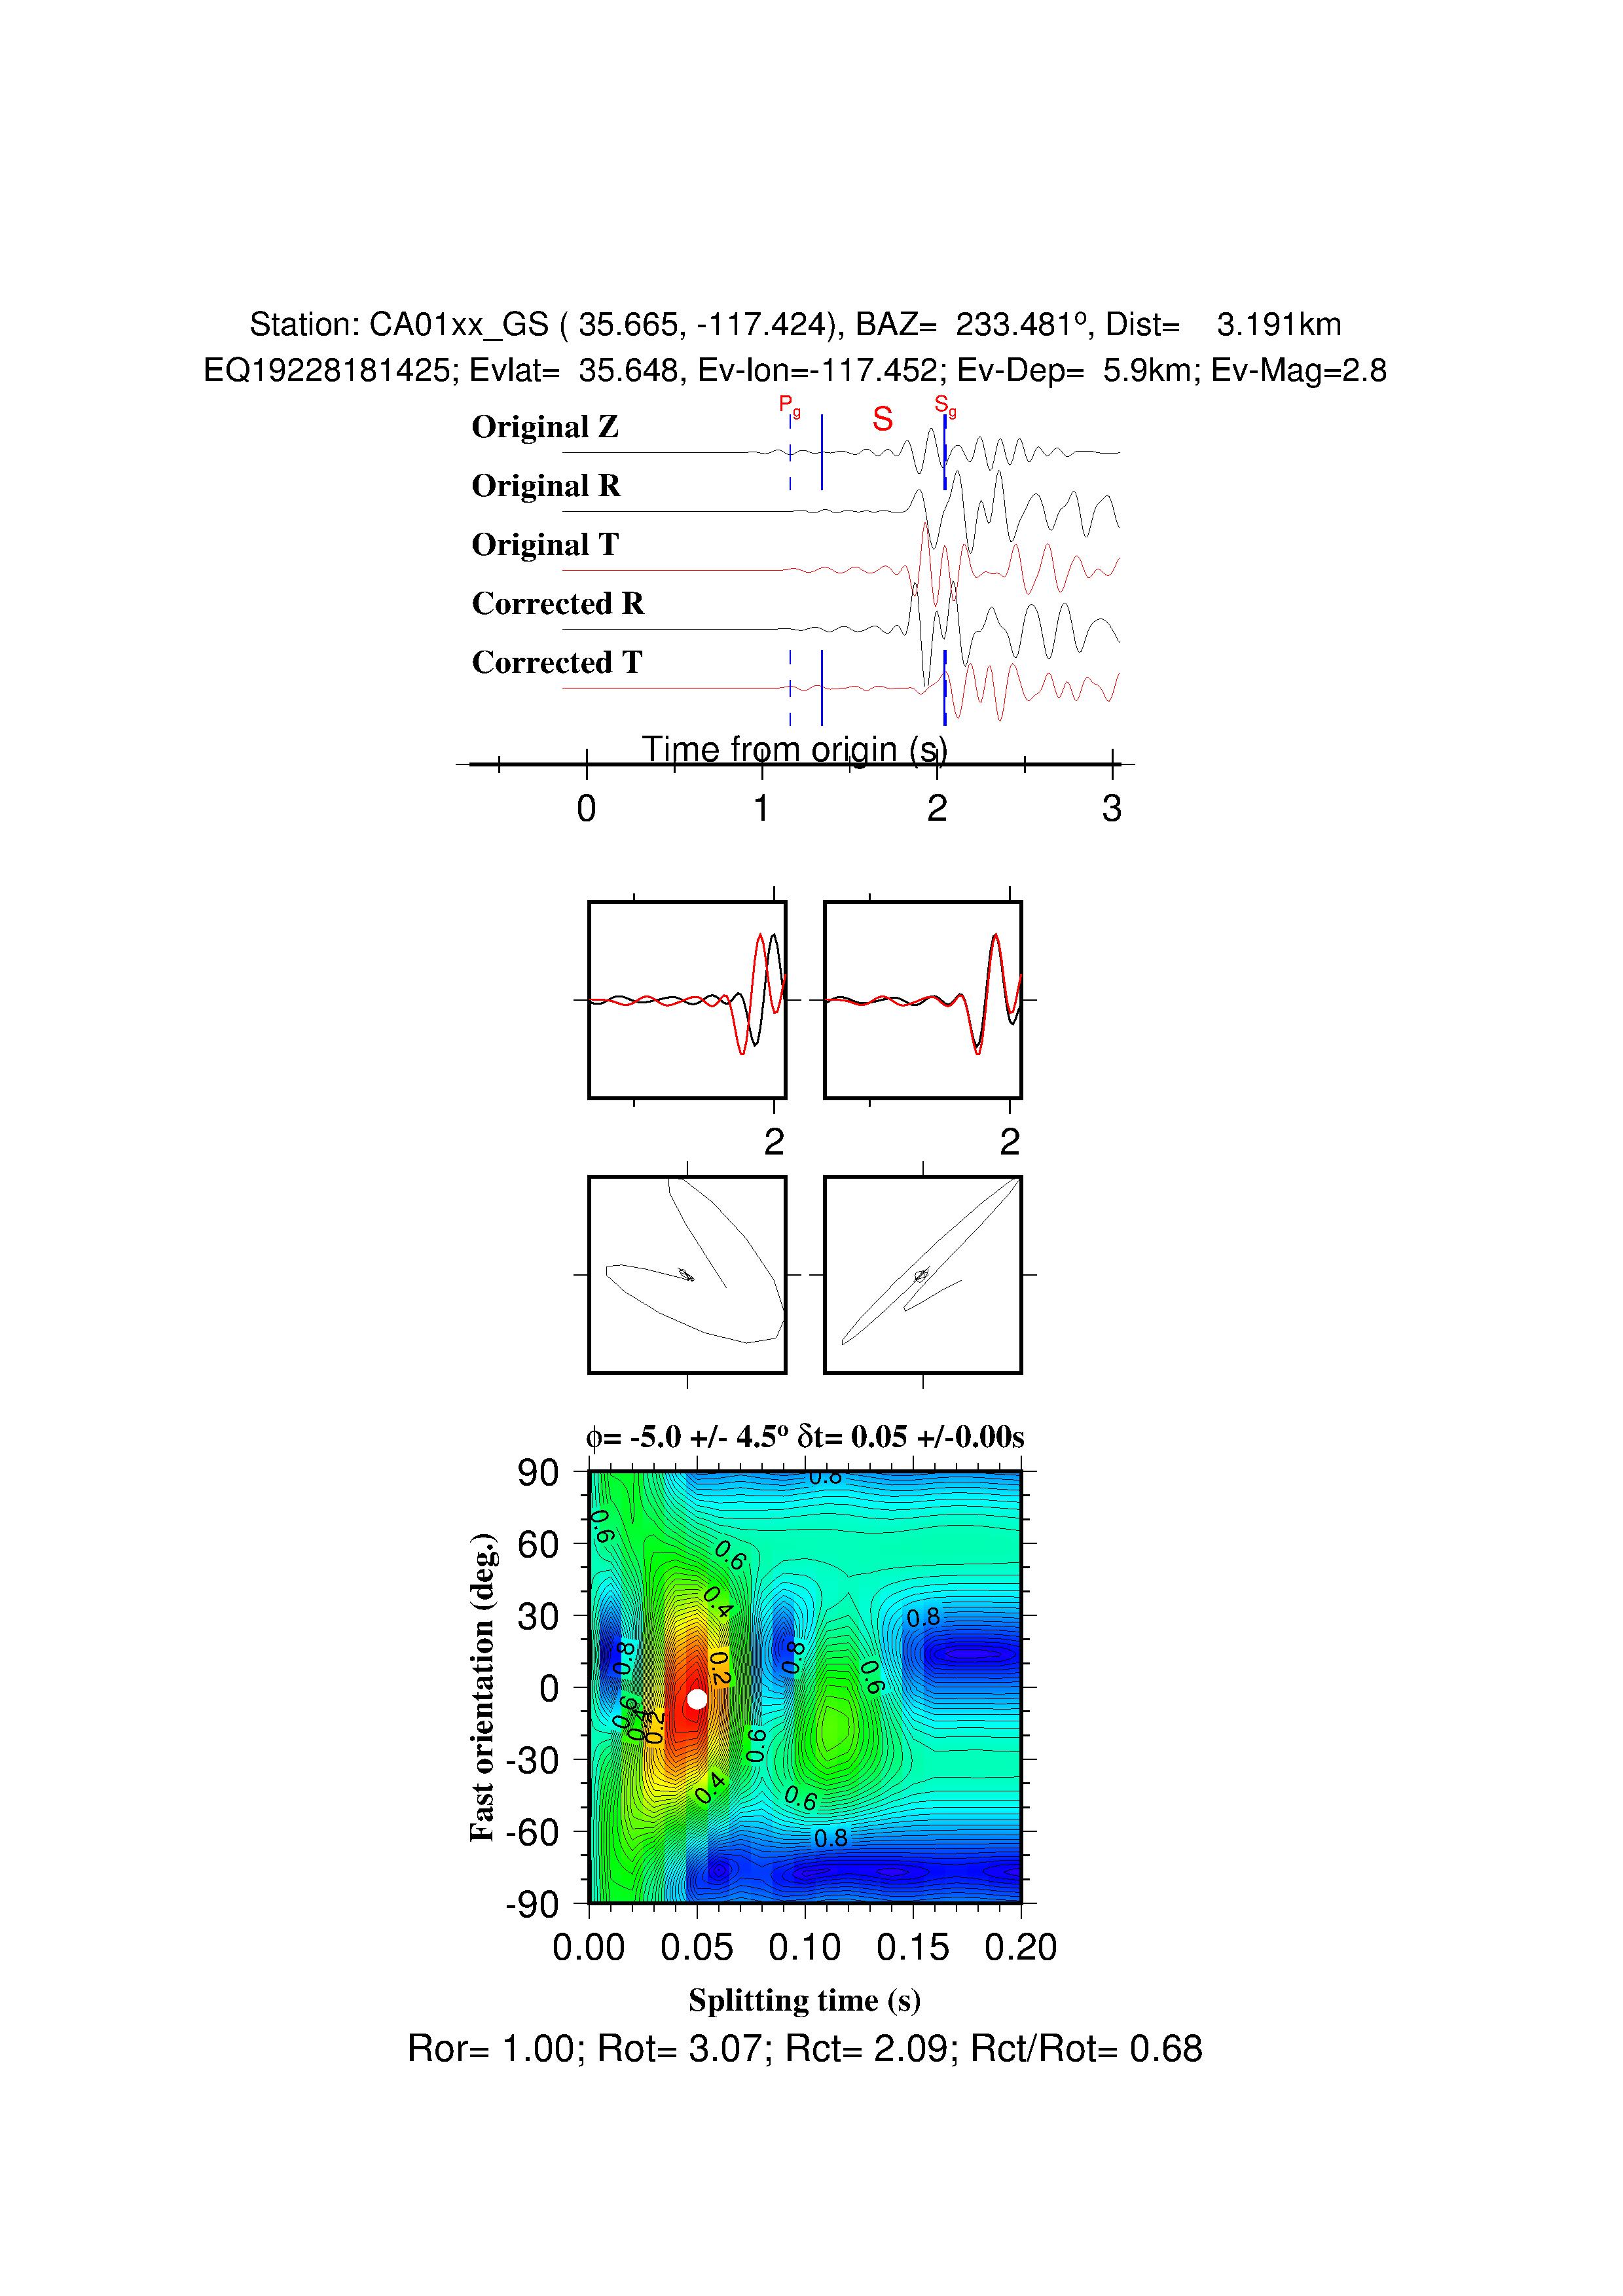 Station: CA01xx_GS ( 35.665, -117.424), BAZ= 233.481º, Dist= 3.191km
EQ19228181425; Evlat= 35.648, Ev-lon=-117.452; Ev-Dep= 5.9km; Ev-Mag=2.8
Pg S Sg
Original Z
Original R
Original T
Corrected R
Corrected T
Time from origin (s)
0 1 2 3
2 2
ϕ= -5.0 +/- 4.5º δt= 0.05 +/-0.00s
90
60
30
0
-30
-60
-90
Fast orientation (deg.)
0.8
0.6
0.6
0.4
0.8
0.8
0.8
0.2
0.6
0.6
0.4
0.2
0.6
0.4
0.6
0.8
0.00 0.05 0.10 0.15 0.20
Splitting time (s)
Ror= 1.00; Rot= 3.07; Rct= 2.09; Rct/Rot= 0.68